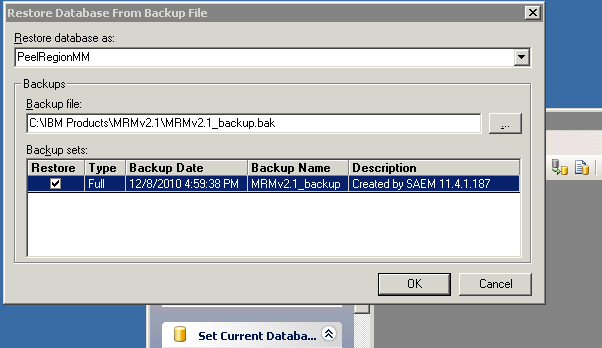 Restore Database From Backup File
Restore database as:
PeelRegionMM
Backups
Backup file:
C:\IBM Products\MRMv2.1\MRMv2.1_backup.bak
...
Backup sets:
Restore Type Backup Date Backup Name Description
Full 12/8/2010 4:59:38 PM MRMv2.1_backup Created by SAEM 11.4.1.187
OK Cancel
Set Current Databa...